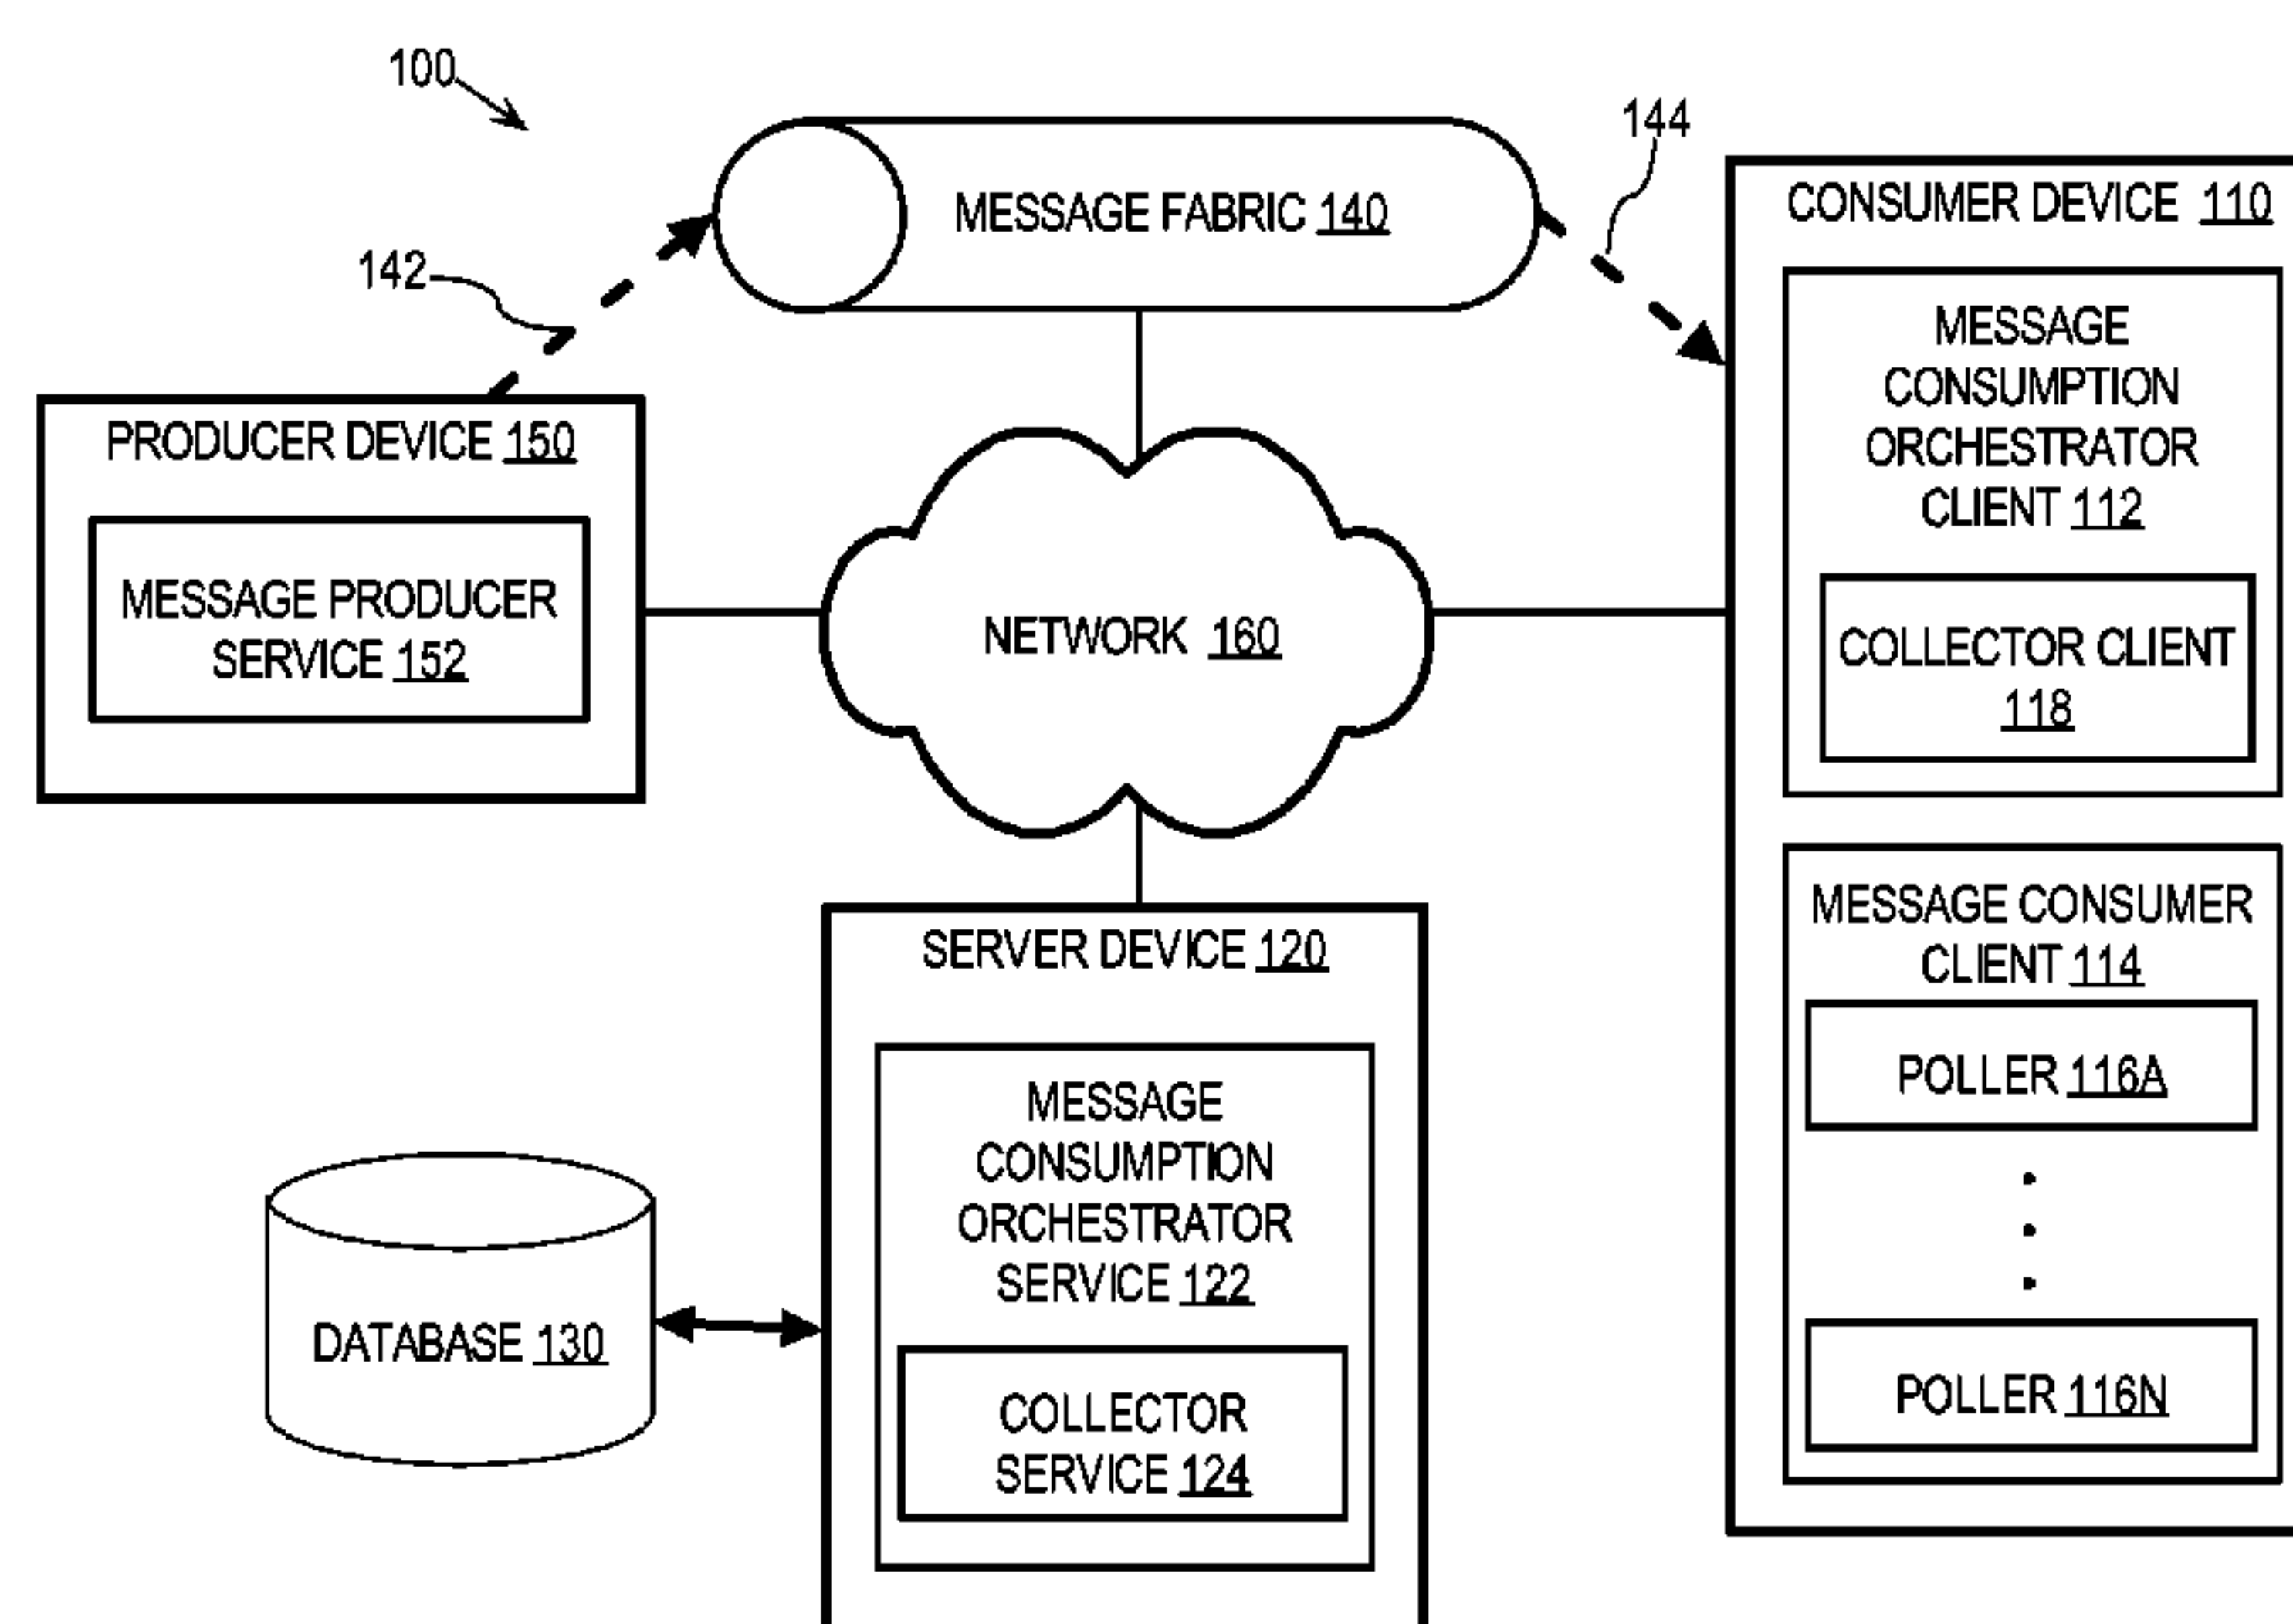 100
144
MESSAGE FABRIC 140
CONSUMER DEVICE 110
142
MESSAGE
CONSUMPTION
ORCHESTRATOR
CLIENT 112
PRODUCER DEVICE 150
MESSAGE PRODUCER
SERVICE 152
NETWORK 160
COLLECTOR CLIENT
118
MESSAGE CONSUMER
CLIENT 114
SERVER DEVICE 120
POLLER 116A
MESSAGE
CONSUMPTION
ORCHESTRATOR
SERVICE 122
DATABASE 130
POLLER 116N
COLLECTOR
SERVICE 124